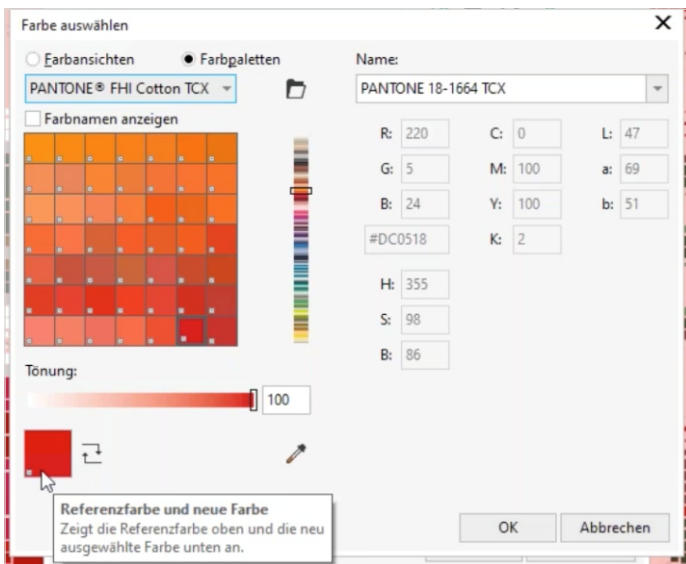 Farbe auswählen
Farbansichten
Farbpaletten
PANTONE® FHI Cotton TCX
Farbnamen anzeigen
Name:
PANTONE 18-1664 TCX
R: 220 C: 0 L: 47
G: 5 M: 100 a: 69
B: 24 Y: 100 b: 51
#DC0518 K: 2
H: 355
S: 98
B: 86
Tönung:
100
Referenzfarbe und neue Farbe
Zeigt die Referenzfarbe oben und die neu
ausgewählte Farbe unten an.
OK
Abbrechen